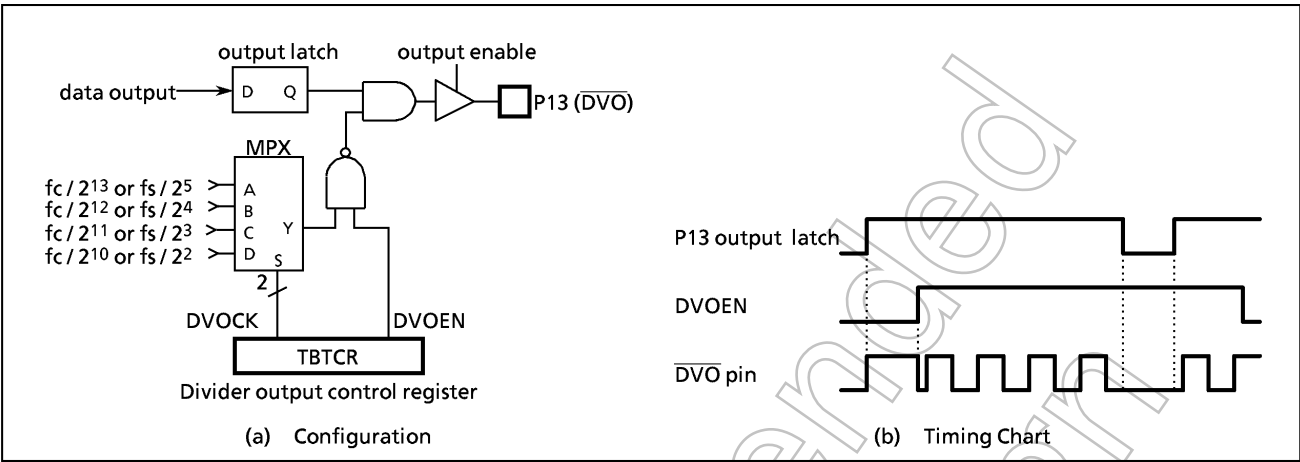 output latch
output enable
data output
D Q
P13 (DVO)
MPX
fc / 2¹³ or fs / 2⁵
A
fc / 2¹² or fs / 2⁴
B
fc / 2¹¹ or fs / 2³
C
Y
fc / 2¹⁰ or fs / 2²
D
S
2
DVOCK
DVOEN
TBTCR
Divider output control register
(a) Configuration
P13 output latch
DVOEN
DVO pin
(b) Timing Chart